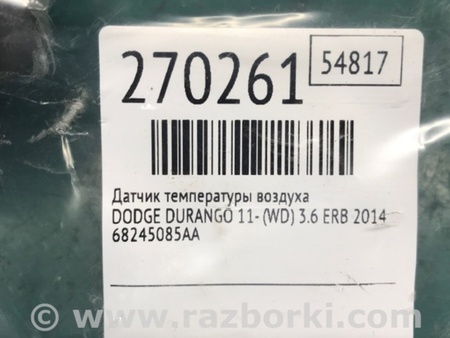 270261
54817
Датчик температуры воздуха
DODGE DURANGO 11- (WD) 3.6 ERB 2014
68245085AA
© www.razborki.com